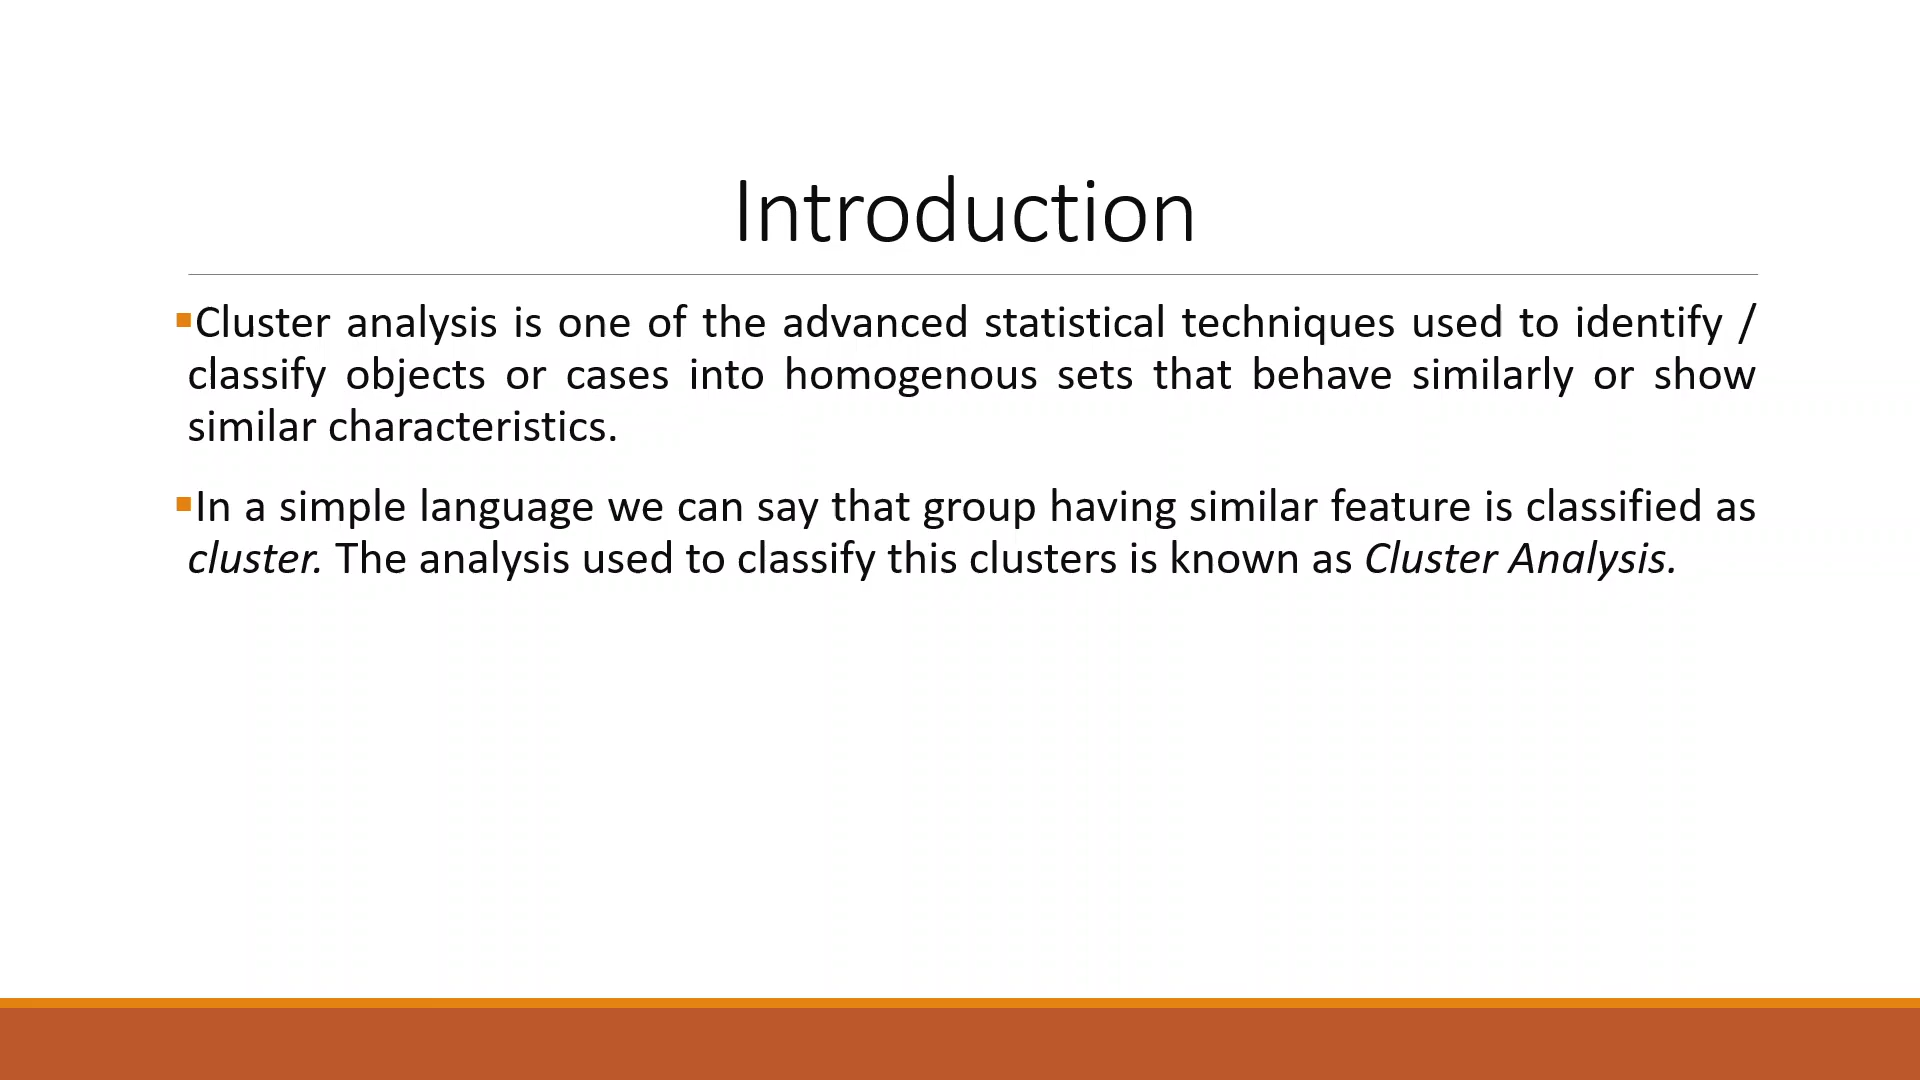 Introduction
▪Cluster analysis is one of the advanced statistical techniques used to identify /
classify objects or cases into homogenous sets that behave similarly or show
similar characteristics.
▪In a simple language we can say that group having similar feature is classified as
cluster. The analysis used to classify this clusters is known as Cluster Analysis.